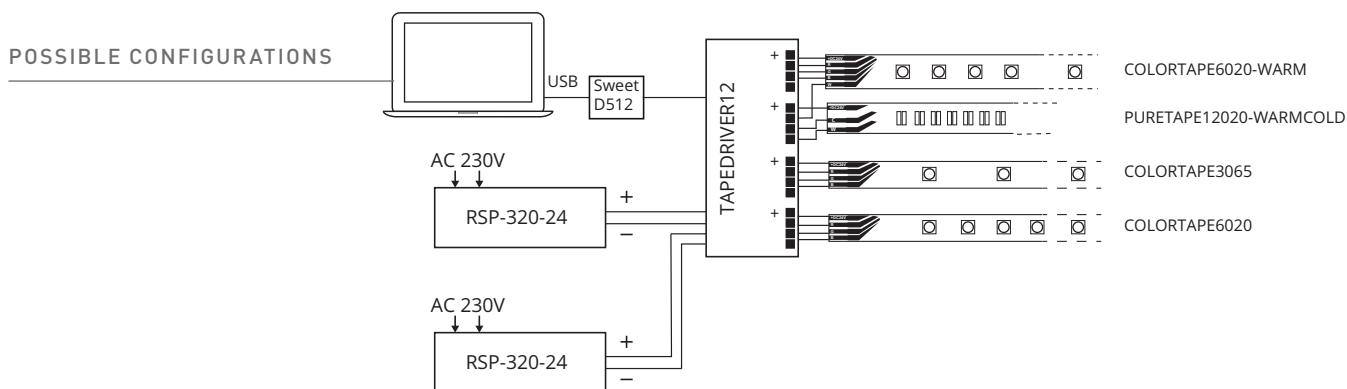 POSSIBLE CONFIGURATIONS
USB
Sweet
D512
TAPEDRIVER12
+
+
+
+
COLORTAPE6020-WARM
PURETAPE12020-WARMCOLD
COLORTAPE3065
COLORTAPE6020
AC 230V
RSP-320-24
+
–
AC 230V
RSP-320-24
+
–